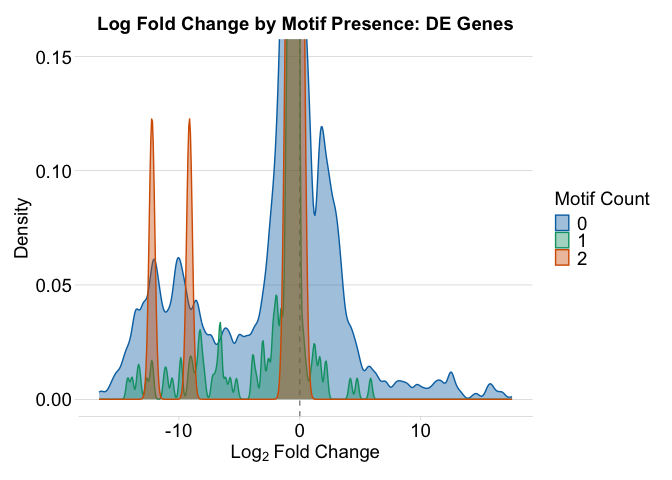 Log Fold Change by Motif Presence: DE Genes
0.15
0.10
0.05
0.00
Density
-10 0 10
Log₂ Fold Change
Motif Count
0
1
2